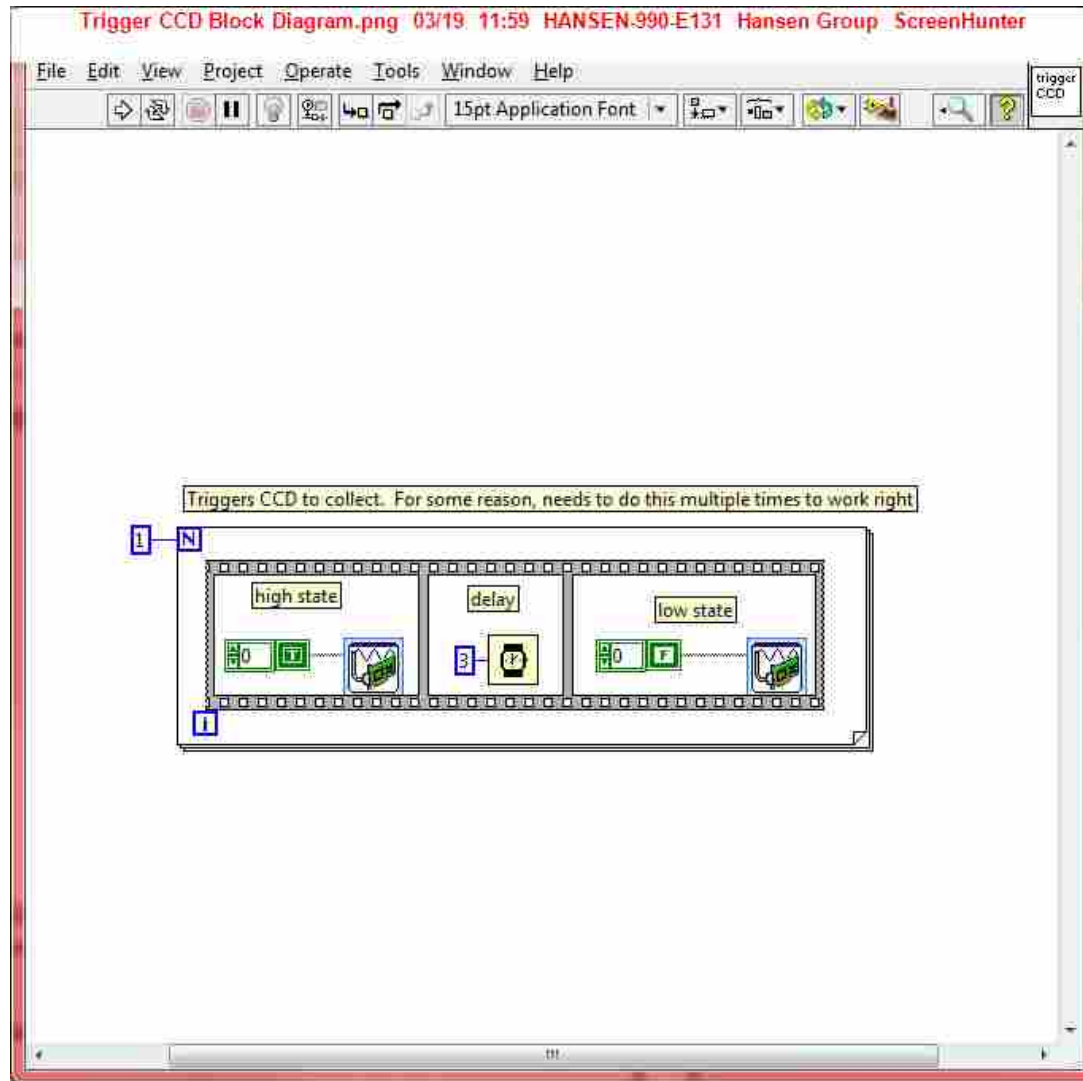 Trigger CCD Block Diagram.png 03/19 11:59 HANSEN-990-E131 Hansen Group ScreenHunter
File Edit View Project Operate Tools Window Help
trigger
CCD
15pt Application Font
Triggers CCD to collect. For some reason, needs to do this multiple times to work right
1 N
high state
delay
low state
0 T
3
0 F
i